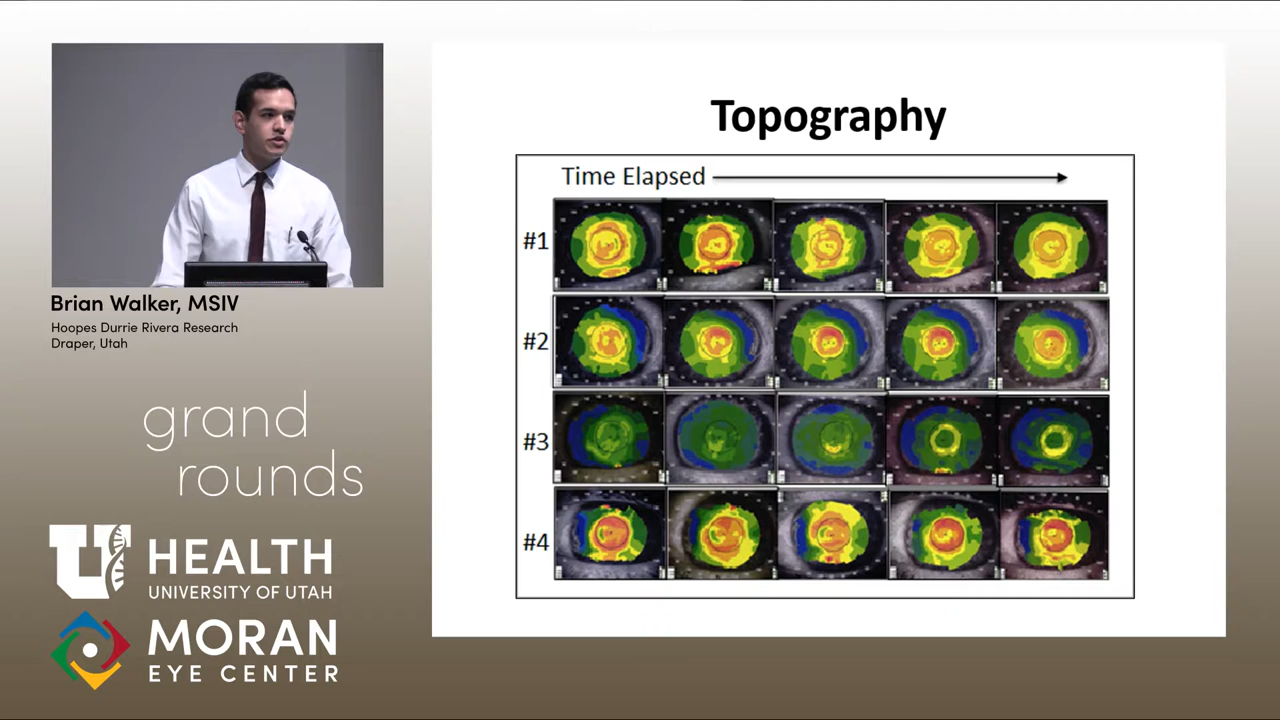 Topography
Time Elapsed
#1
#2
#3
#4
Brian Walker, MSIV
Hoopes Durrie Rivera Research
Draper, Utah
grand
rounds
U HEALTH
UNIVERSITY OF UTAH
MORAN
EYE CENTER